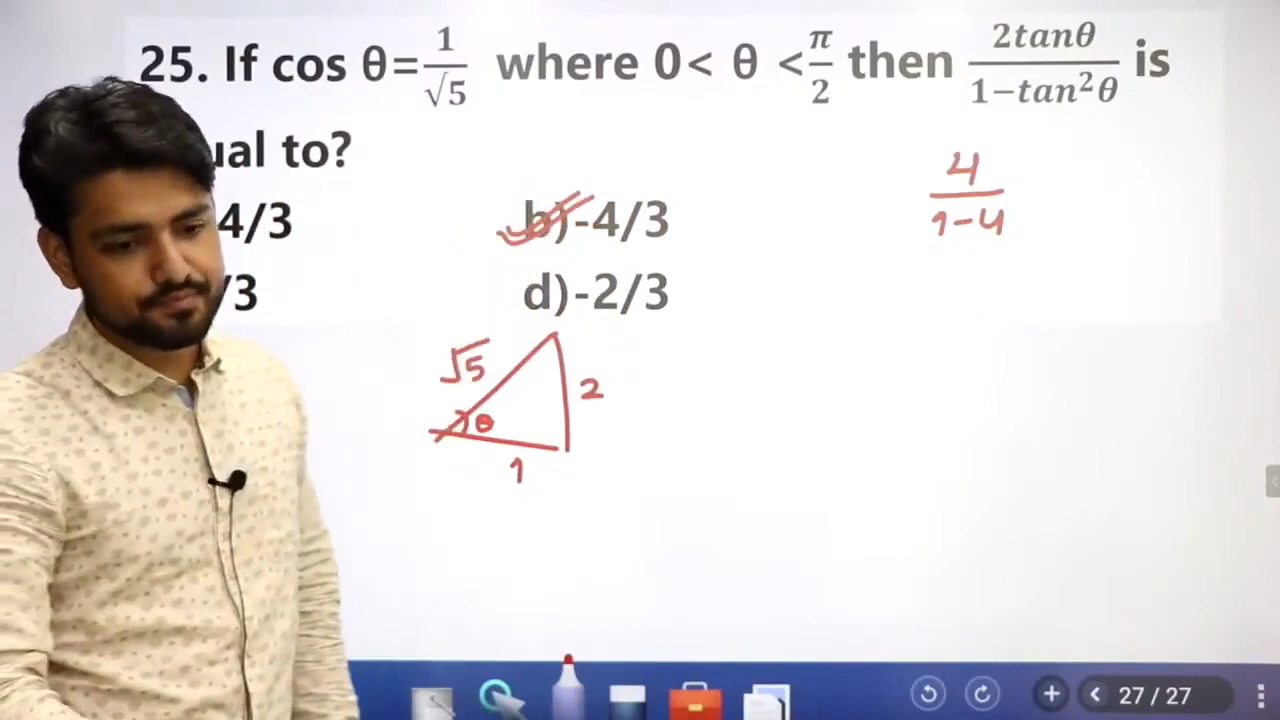 25. If cos θ=1/√5 where 0< θ <π/2 then 2tanθ/1−tan²θ is
ual to?
4/3 b)-4/3
/3 d)-2/3
4/1-4
√5
2
θ
1
27 / 27